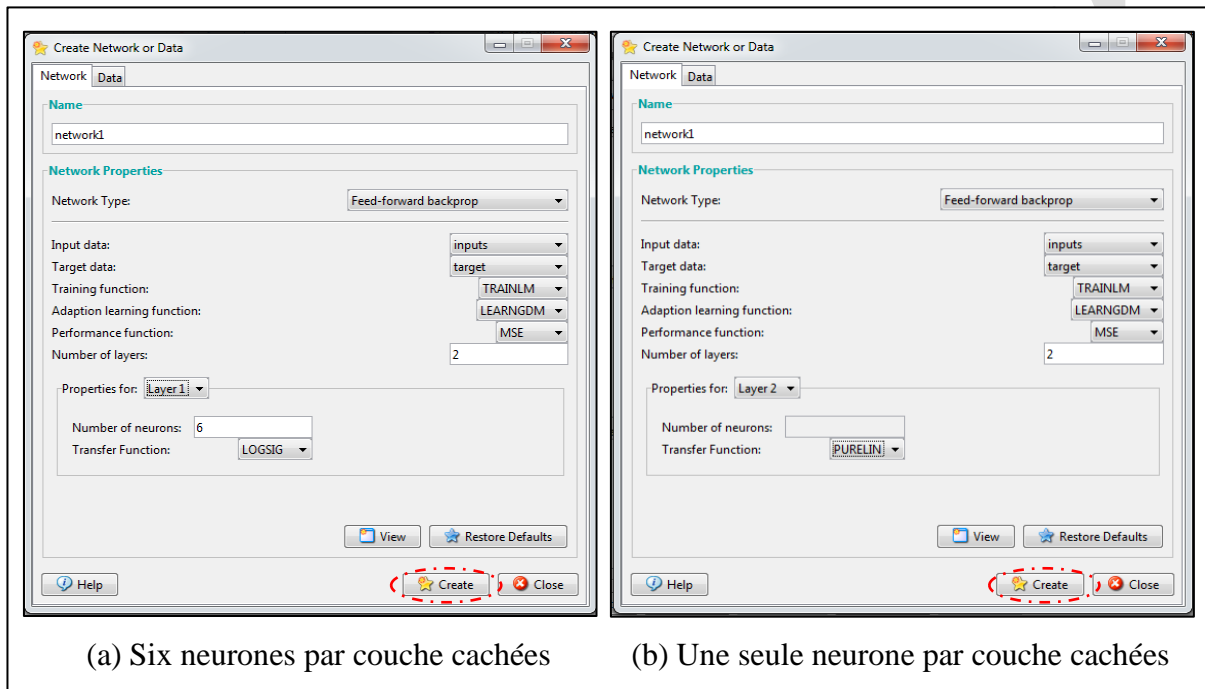 Create Network or Data
Network Data
Name
network1
Network Properties
Network Type: Feed-forward backprop
Input data: inputs
Target data: target
Training function: TRAINLM
Adaption learning function: LEARNGDM
Performance function: MSE
Number of layers: 2
Properties for: Layer 1
Number of neurons: 6
Transfer Function: LOGSIG
View Restore Defaults
Help Create Close
(a) Six neurones par couche cachées
Create Network or Data
Network Data
Name
network1
Network Properties
Network Type: Feed-forward backprop
Input data: inputs
Target data: target
Training function: TRAINLM
Adaption learning function: LEARNGDM
Performance function: MSE
Number of layers: 2
Properties for: Layer 2
Number of neurons:
Transfer Function: PURELIN
View Restore Defaults
Help Create Close
(b) Une seule neurone par couche cachées